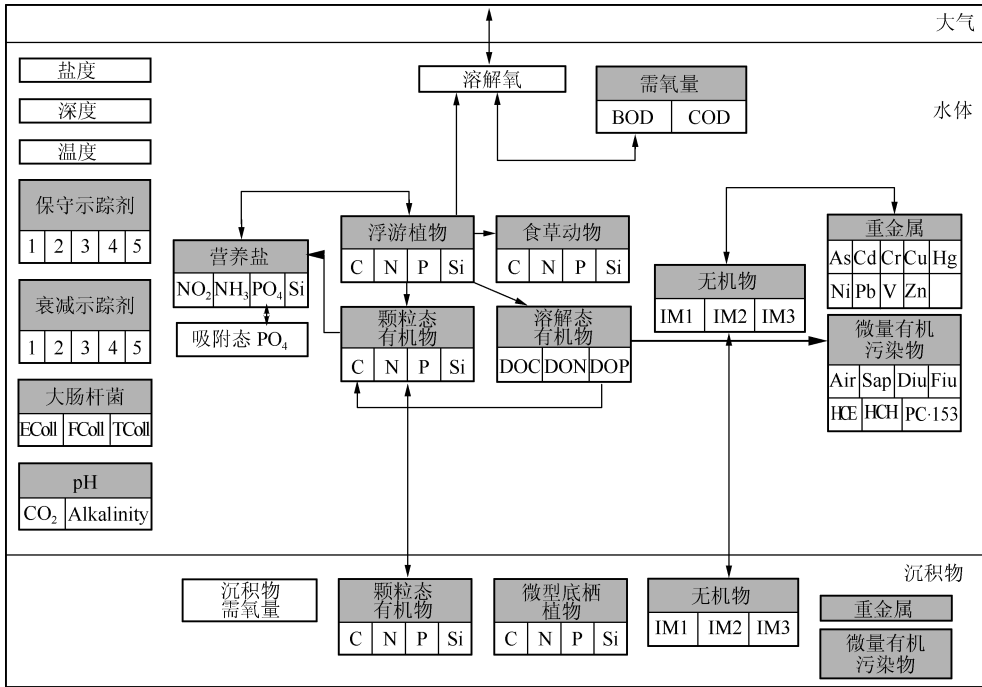 大气
溶解氧
需氧量
BOD COD
水体
盐度
深度
温度
保守示踪剂
1 2 3 4 5
衰减示踪剂
1 2 3 4 5
大肠杆菌
EColl FColl TColl
pH
CO₂ Alkalinity
营养盐
NO₂ NH₃ PO₄ Si
吸附态 PO₄
浮游植物
C N P Si
食草动物
C N P Si
颗粒态
有机物
C N P Si
溶解态
有机物
DOC DON DOP
无机物
IM1 IM2 IM3
重金属
As Cd Cr Cu Hg
Ni Pb V Zn
微量有机
污染物
Air Sap Diu Fiu
HCE HCH PC·153
沉积物
沉积物
需氧量
颗粒态
有机物
C N P Si
微型底栖
植物
C N P Si
无机物
IM1 IM2 IM3
重金属
微量有机
污染物